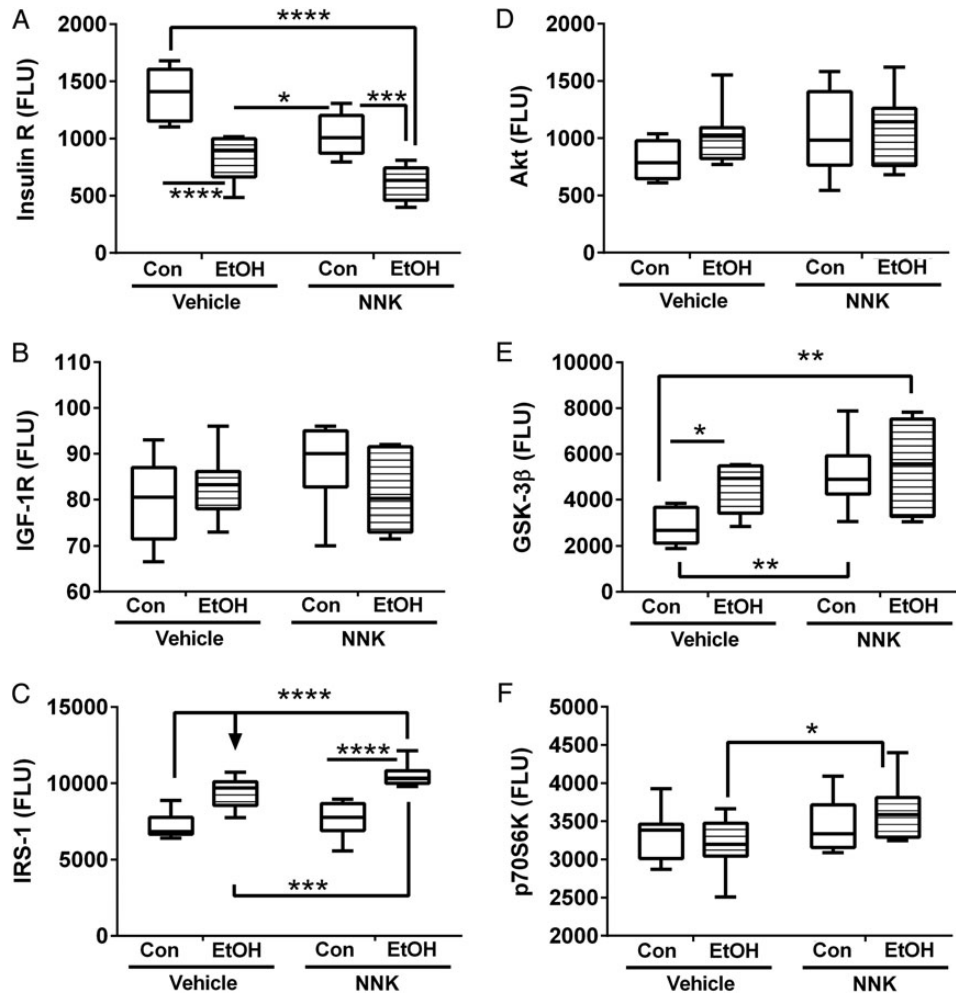 A
Insulin R (FLU)
2000
1500
1000
500
0
****
*
***
****
Con EtOH Con EtOH
Vehicle NNK
D
Akt (FLU)
2000
1500
1000
500
0
Con EtOH Con EtOH
Vehicle NNK
B
IGF-1R (FLU)
110
100
90
80
70
60
Con EtOH Con EtOH
Vehicle NNK
E
GSK-3β (FLU)
10000
8000
6000
4000
2000
0
**
*
**
Con EtOH Con EtOH
Vehicle NNK
C
IRS-1 (FLU)
15000
10000
5000
0
****
****
***
Con EtOH Con EtOH
Vehicle NNK
F
p70S6K (FLU)
5000
4500
4000
3500
3000
2500
2000
*
Con EtOH Con EtOH
Vehicle NNK